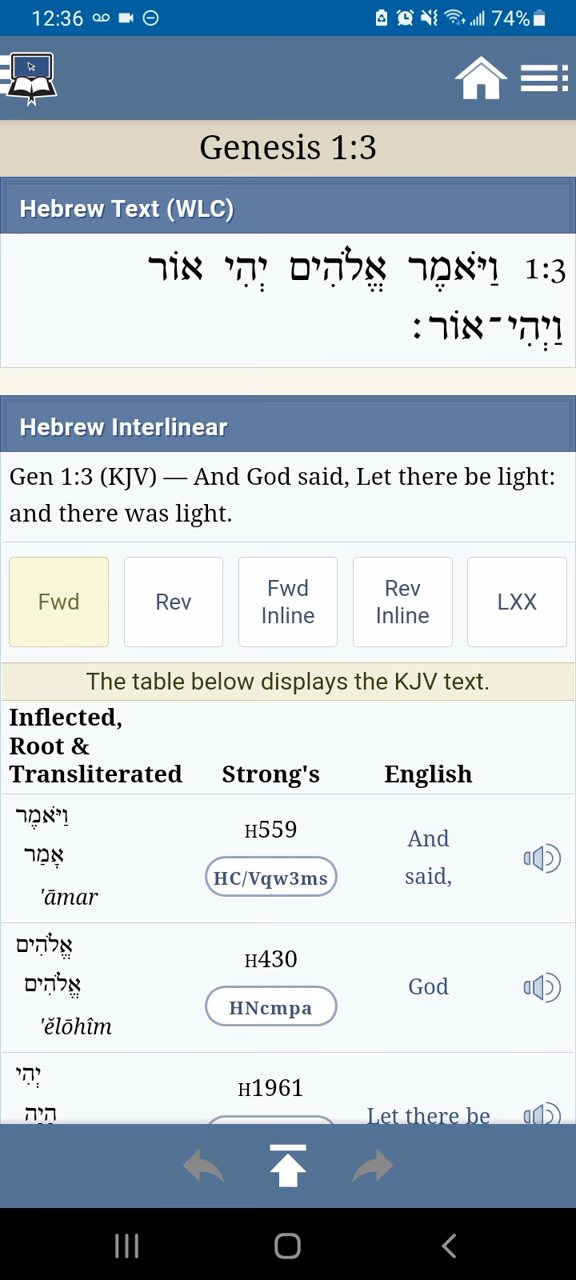 12:36 74%
Genesis 1:3
Hebrew Text (WLC)
1:3 וַיֹּאמֶר אֱלֹהִים יְהִי אוֹר
וַיְהִי־אוֹר׃
Hebrew Interlinear
Gen 1:3 (KJV) — And God said, Let there be light:
and there was light.
Fwd
Rev
Fwd
Inline
Rev
Inline
LXX
The table below displays the KJV text.
Inflected,
Root &
Transliterated
Strong's
English
וַיֹּאמֶר
אָמַר
'āmar
H559
HC/Vqw3ms
And
said,
אֱלֹהִים
אֱלֹהִים
'ĕlōhîm
H430
HNcmpa
God
יְהִי
הָיָה
H1961
Let there be